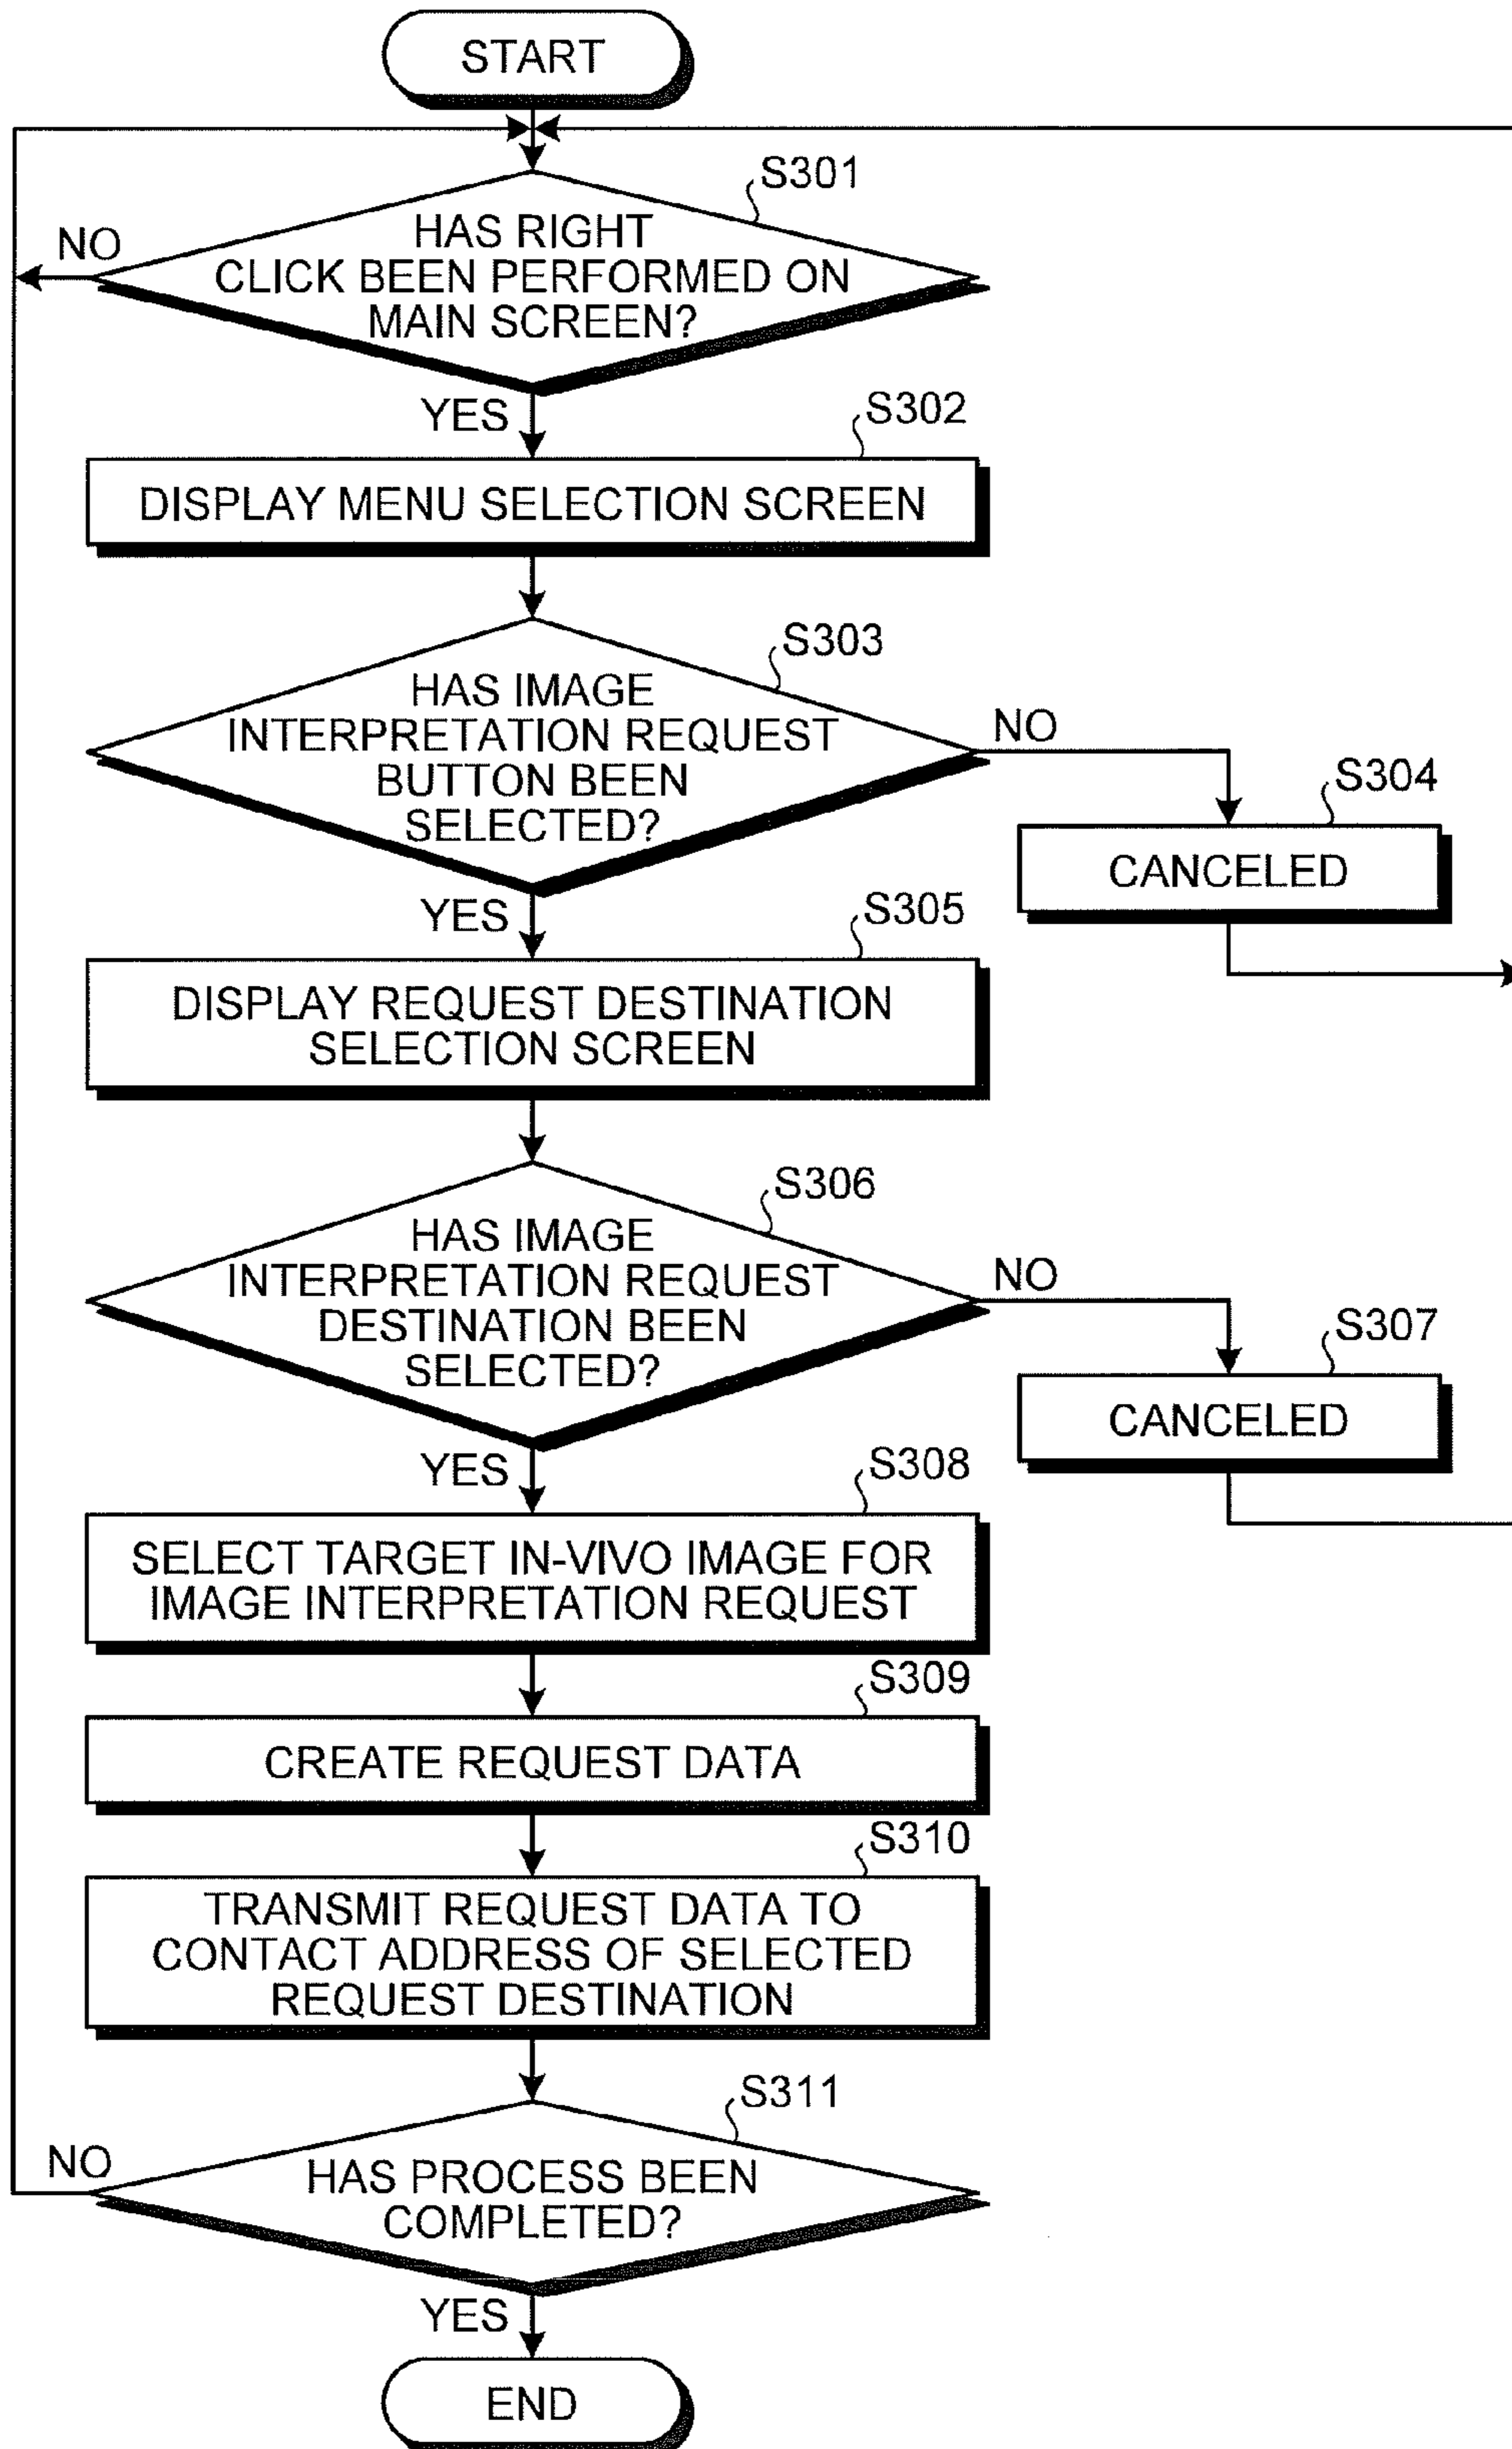 START
S301
HAS RIGHT
CLICK BEEN PERFORMED ON
MAIN SCREEN?
NO
YES
S302
DISPLAY MENU SELECTION SCREEN
S303
HAS IMAGE
INTERPRETATION REQUEST
BUTTON BEEN
SELECTED?
NO
S304
CANCELED
YES
S305
DISPLAY REQUEST DESTINATION
SELECTION SCREEN
S306
HAS IMAGE
INTERPRETATION REQUEST
DESTINATION BEEN
SELECTED?
NO
S307
CANCELED
YES
S308
SELECT TARGET IN-VIVO IMAGE FOR
IMAGE INTERPRETATION REQUEST
S309
CREATE REQUEST DATA
S310
TRANSMIT REQUEST DATA TO
CONTACT ADDRESS OF SELECTED
REQUEST DESTINATION
S311
HAS PROCESS BEEN
COMPLETED?
NO
YES
END